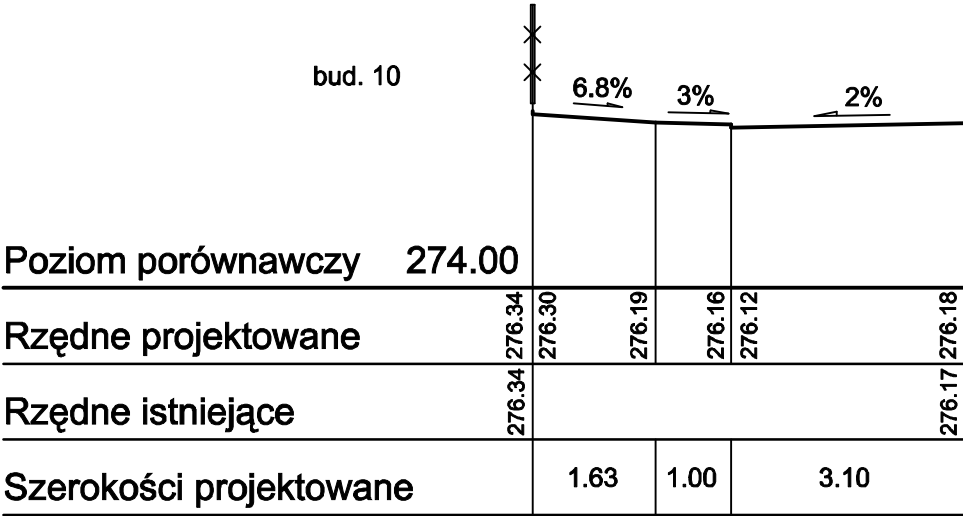 bud. 10
6.8% 3% 2%
Poziom porównawczy 274.00
Rzędne projektowane 276.34 276.30 276.19 276.16 276.12 276.18
Rzędne istniejące 276.34 276.17
Szerokości projektowane 1.63 1.00 3.10